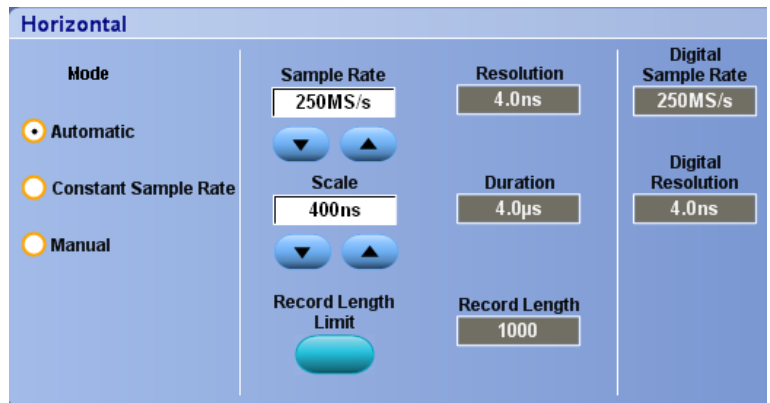 Horizontal
Mode
Automatic
Constant Sample Rate
Manual
Sample Rate
250MS/s
Scale
400ns
Record Length
Limit
Resolution
4.0ns
Duration
4.0µs
Record Length
1000
Digital
Sample Rate
250MS/s
Digital
Resolution
4.0ns